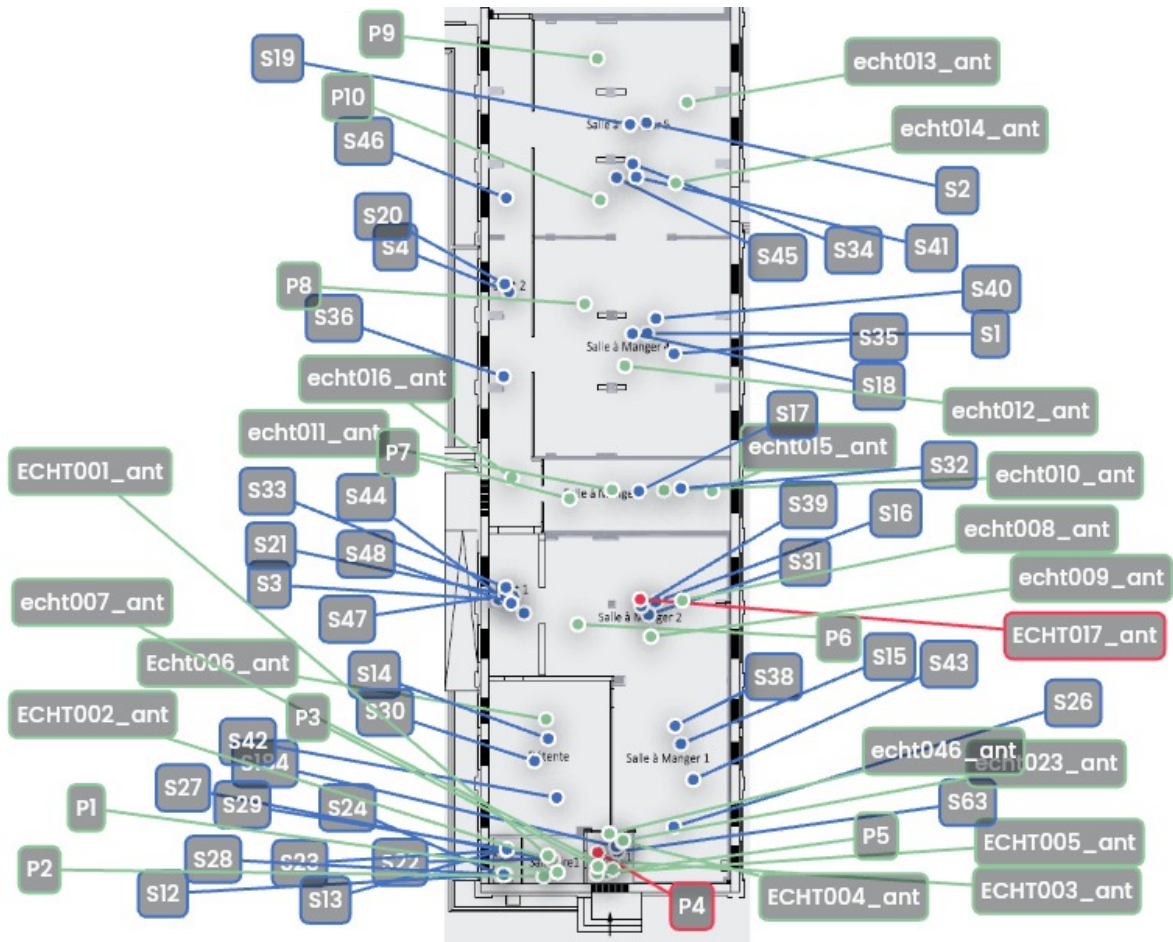 P9
S19
echt013_ant
P10
echt014_ant
S46
S2
S20
S4
S45
S34
S41
P8
S40
S36
S1
S35
Salle à Manger
S18
echt016_ant
echt012_ant
S17
echt011_ant
P7
echt015_ant
S32
ECHT001_ant
echt010_ant
S33
S44
S39
S16
echt008_ant
S21
S48
S31
S3
echt009_ant
echt007_ant
S47
Salle à Manger 2
P6
ECHT017_ant
Echt006_ant
S14
S38
S15
S43
ECHT002_ant
P3
S30
S26
S42
Salle à Manger 1
echt046_ant
echt023_ant
S27
S29
S24
S63
P1
P5
ECHT005_ant
P2
S28
S23
S22
S12
S13
P4
ECHT004_ant
ECHT003_ant